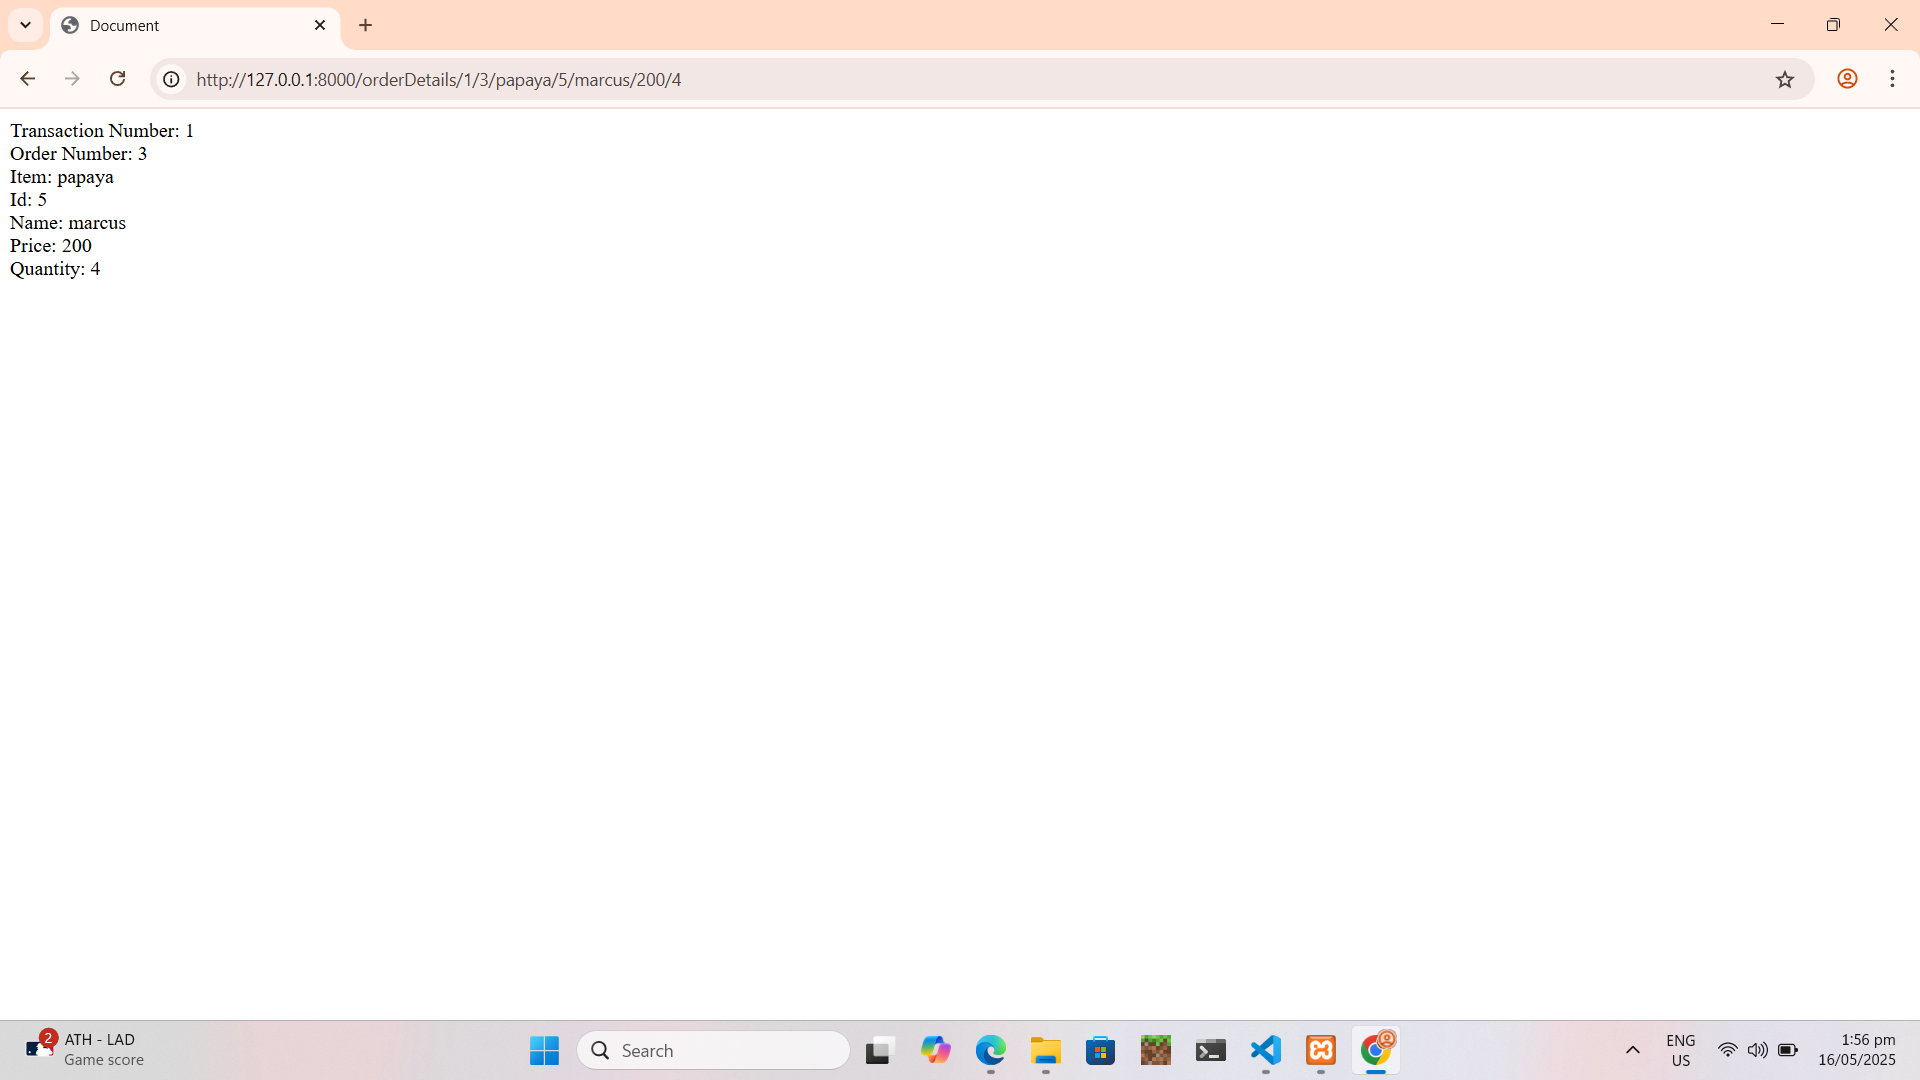 Document
http://127.0.0.1:8000/orderDetails/1/3/papaya/5/marcus/200/4
Transaction Number: 1
Order Number: 3
Item: papaya
Id: 5
Name: marcus
Price: 200
Quantity: 4
2
ATH - LAD
Game score
Search
ENG
US
1:56 pm
16/05/2025